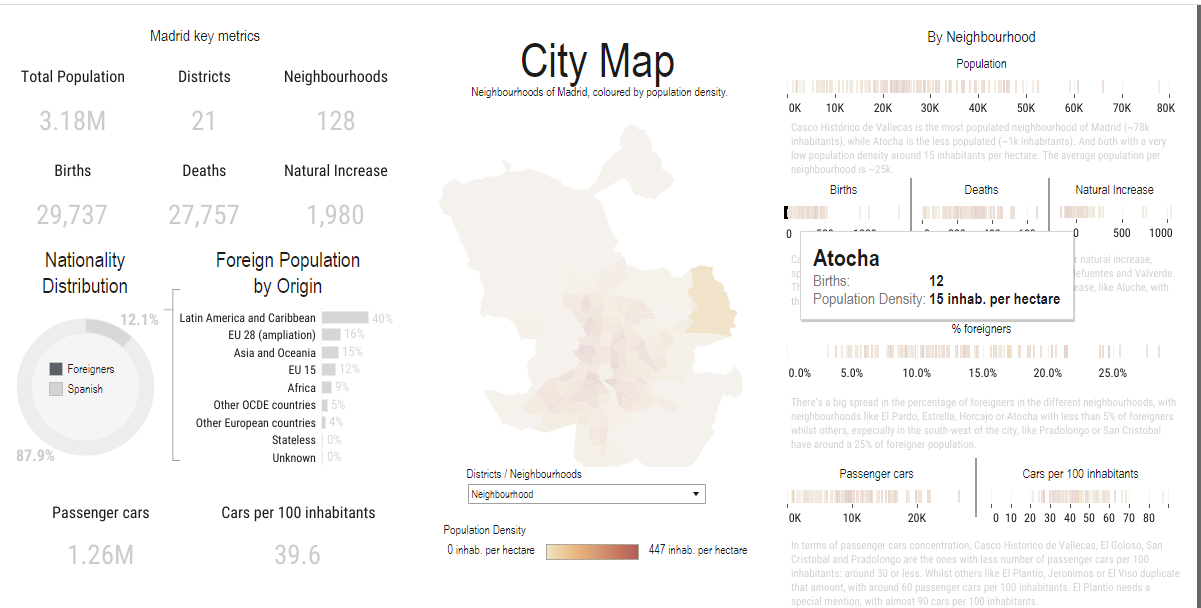 Madrid key metrics
Total Population
Districts
Neighbourhoods
3.18M
21
128
Births
Deaths
Natural Increase
29,737
27,757
1,980
Nationality
Distribution
12.1%
Foreigners
Spanish
87.9%
Foreign Population
by Origin
Latin America and Caribbean 40%
EU 28 (ampliation) 16%
Asia and Oceania 15%
EU 15 12%
Africa 9%
Other OCDE countries 5%
Other European countries 4%
Stateless 0%
Unknown 0%
Passenger cars
Cars per 100 inhabitants
1.26M
39.6
City Map
Neighbourhoods of Madrid, coloured by population density.
Districts / Neighbourhoods
Neighbourhood
Population Density
0 inhab. per hectare
447 inhab. per hectare
By Neighbourhood
Population
0K 10K 20K 30K 40K 50K 60K 70K 80K
Casco Histórico de Vallecas is the most populated neighbourhood of Madrid (~78k
inhabitants), while Atocha is the less populated (~1k inhabitants). And both with a very
low population density around 15 inhabitants per hectare. The average population per
neighbourhood is ~25k.
Births
Deaths
Natural Increase
0
0 500 1000
Atocha
Births: 12
Population Density: 15 inhab. per hectare
natural increase,
defuentes and Valverde.
ease, like Aluche, with
% foreigners
0.0% 5.0% 10.0% 15.0% 20.0% 25.0%
There's a big spread in the percentage of foreigners in the different neighbourhoods, with
neighbourhoods like El Pardo, Estrella, Horcajo or Atocha with less than 5% of foreigners
whilst others, especially in the south-west of the city, like Pradolongo or San Cristobal
have around a 25% of foreigner population.
Passenger cars
Cars per 100 inhabitants
0K 10K 20K
0 10 20 30 40 50 60 70 80
In terms of passenger cars concentration, Casco Historico de Vallecas, El Goloso, San
Cristobal and Pradolongo are the ones with less number of passenger cars per 100
inhabitants: around 30 or less. Whilst others like El Plantio, Jeronimos or El Viso duplicate
that amount, with around 60 passenger cars per 100 inhabitants. El Plantio needs a
special mention, with almost 90 cars per 100 inhabitants.